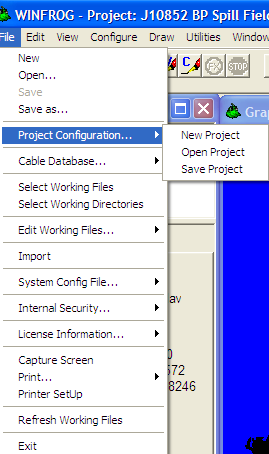 WINFROG - Project: J10852 BP Spill Field
File Edit View Configure Draw Utilities Window
New
Open...
Save
Save as...
Project Configuration...
New Project
Open Project
Save Project
Cable Database...
Select Working Files
Select Working Directories
Edit Working Files...
Import
System Config File...
Internal Security...
License Information...
Capture Screen
Print...
Printer SetUp
Refresh Working Files
Exit
FIX
STOP
Grap
av
0
572
8246